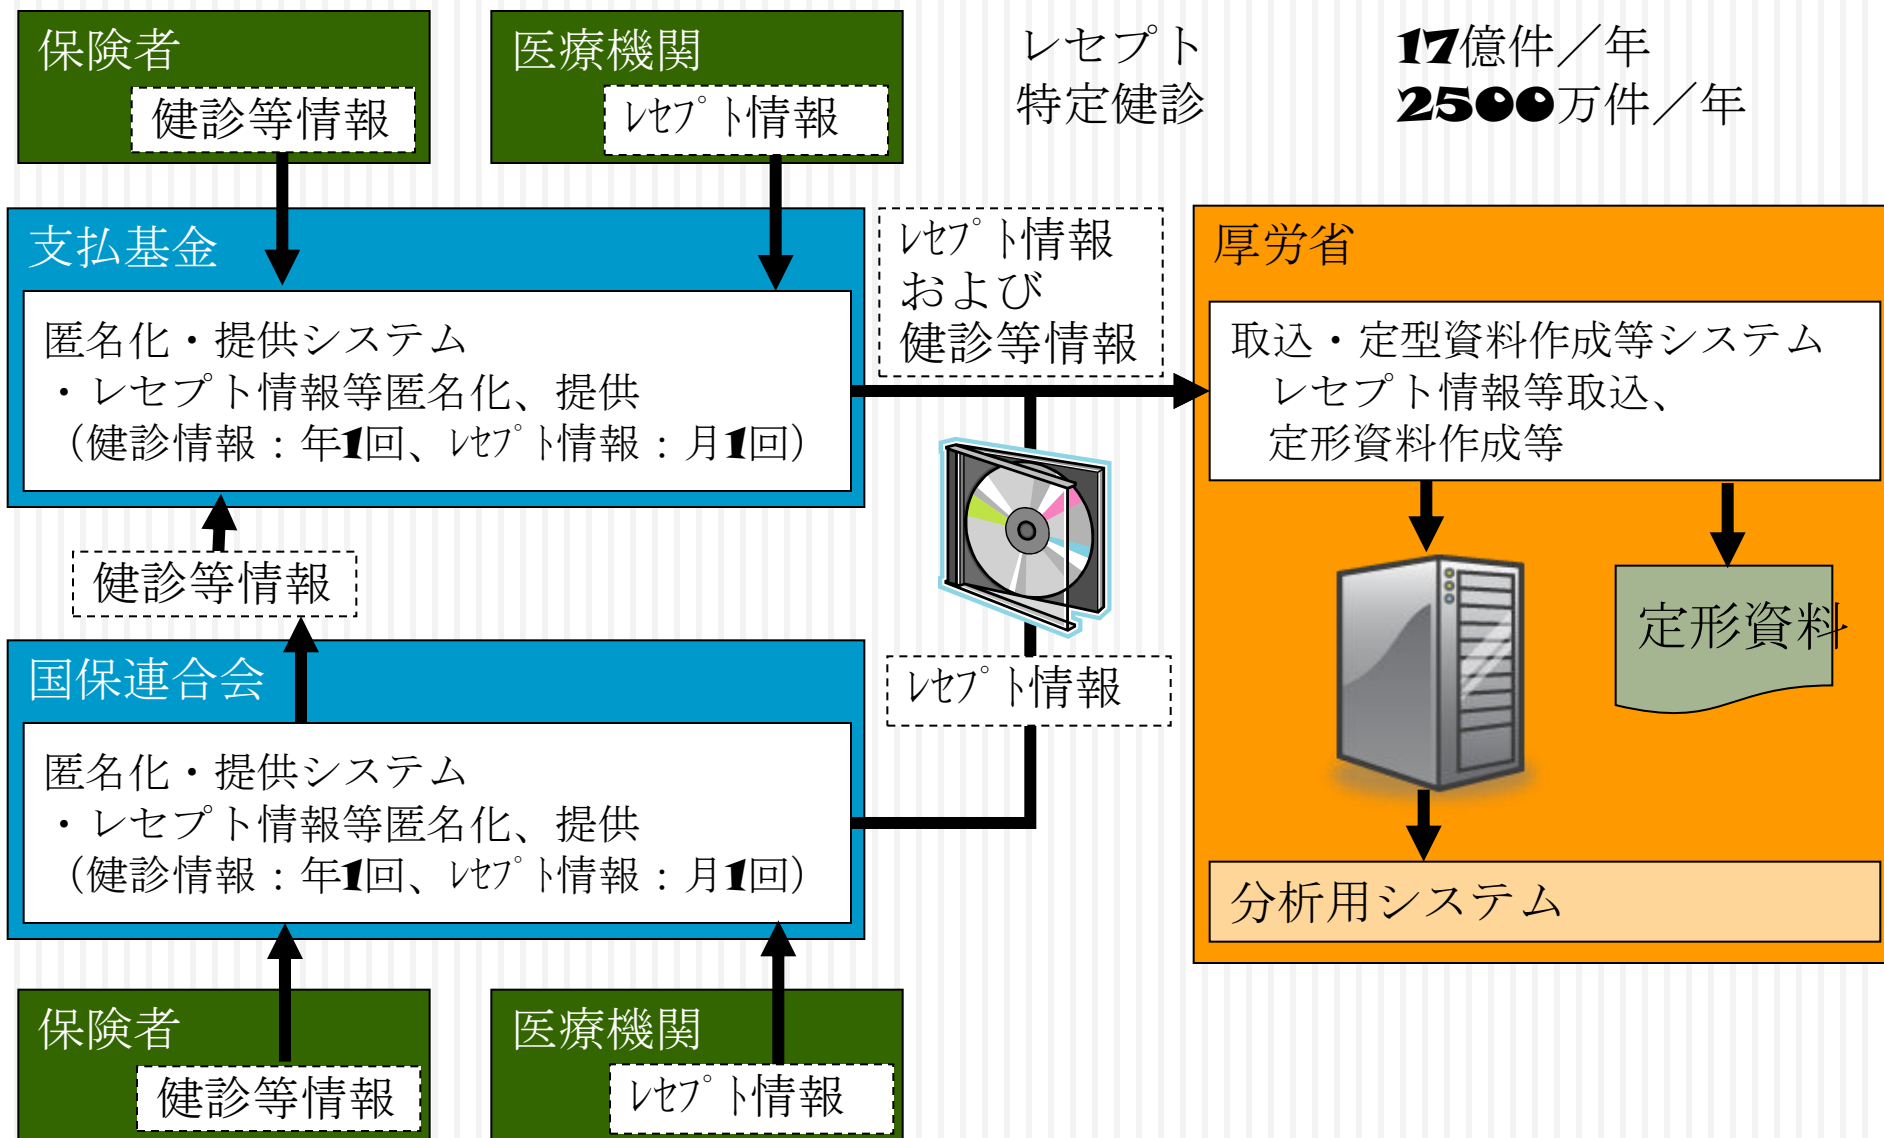 保険者
健診等情報
医療機関
ﾚｾﾌﾟﾄ情報
レセプト 17億件／年
特定健診 2500万件／年
支払基金
匿名化・提供システム
・レセプト情報等匿名化、提供
（健診情報：年1回、ﾚｾﾌﾟﾄ情報：月1回）
ﾚｾﾌﾟﾄ情報
および
健診等情報
厚労省
取込・定型資料作成等システム
レセプト情報等取込、
定形資料作成等
健診等情報
定形資料
国保連合会
ﾚｾﾌﾟﾄ情報
匿名化・提供システム
・レセプト情報等匿名化、提供
（健診情報：年1回、ﾚｾﾌﾟﾄ情報：月1回）
分析用システム
保険者
健診等情報
医療機関
ﾚｾﾌﾟﾄ情報